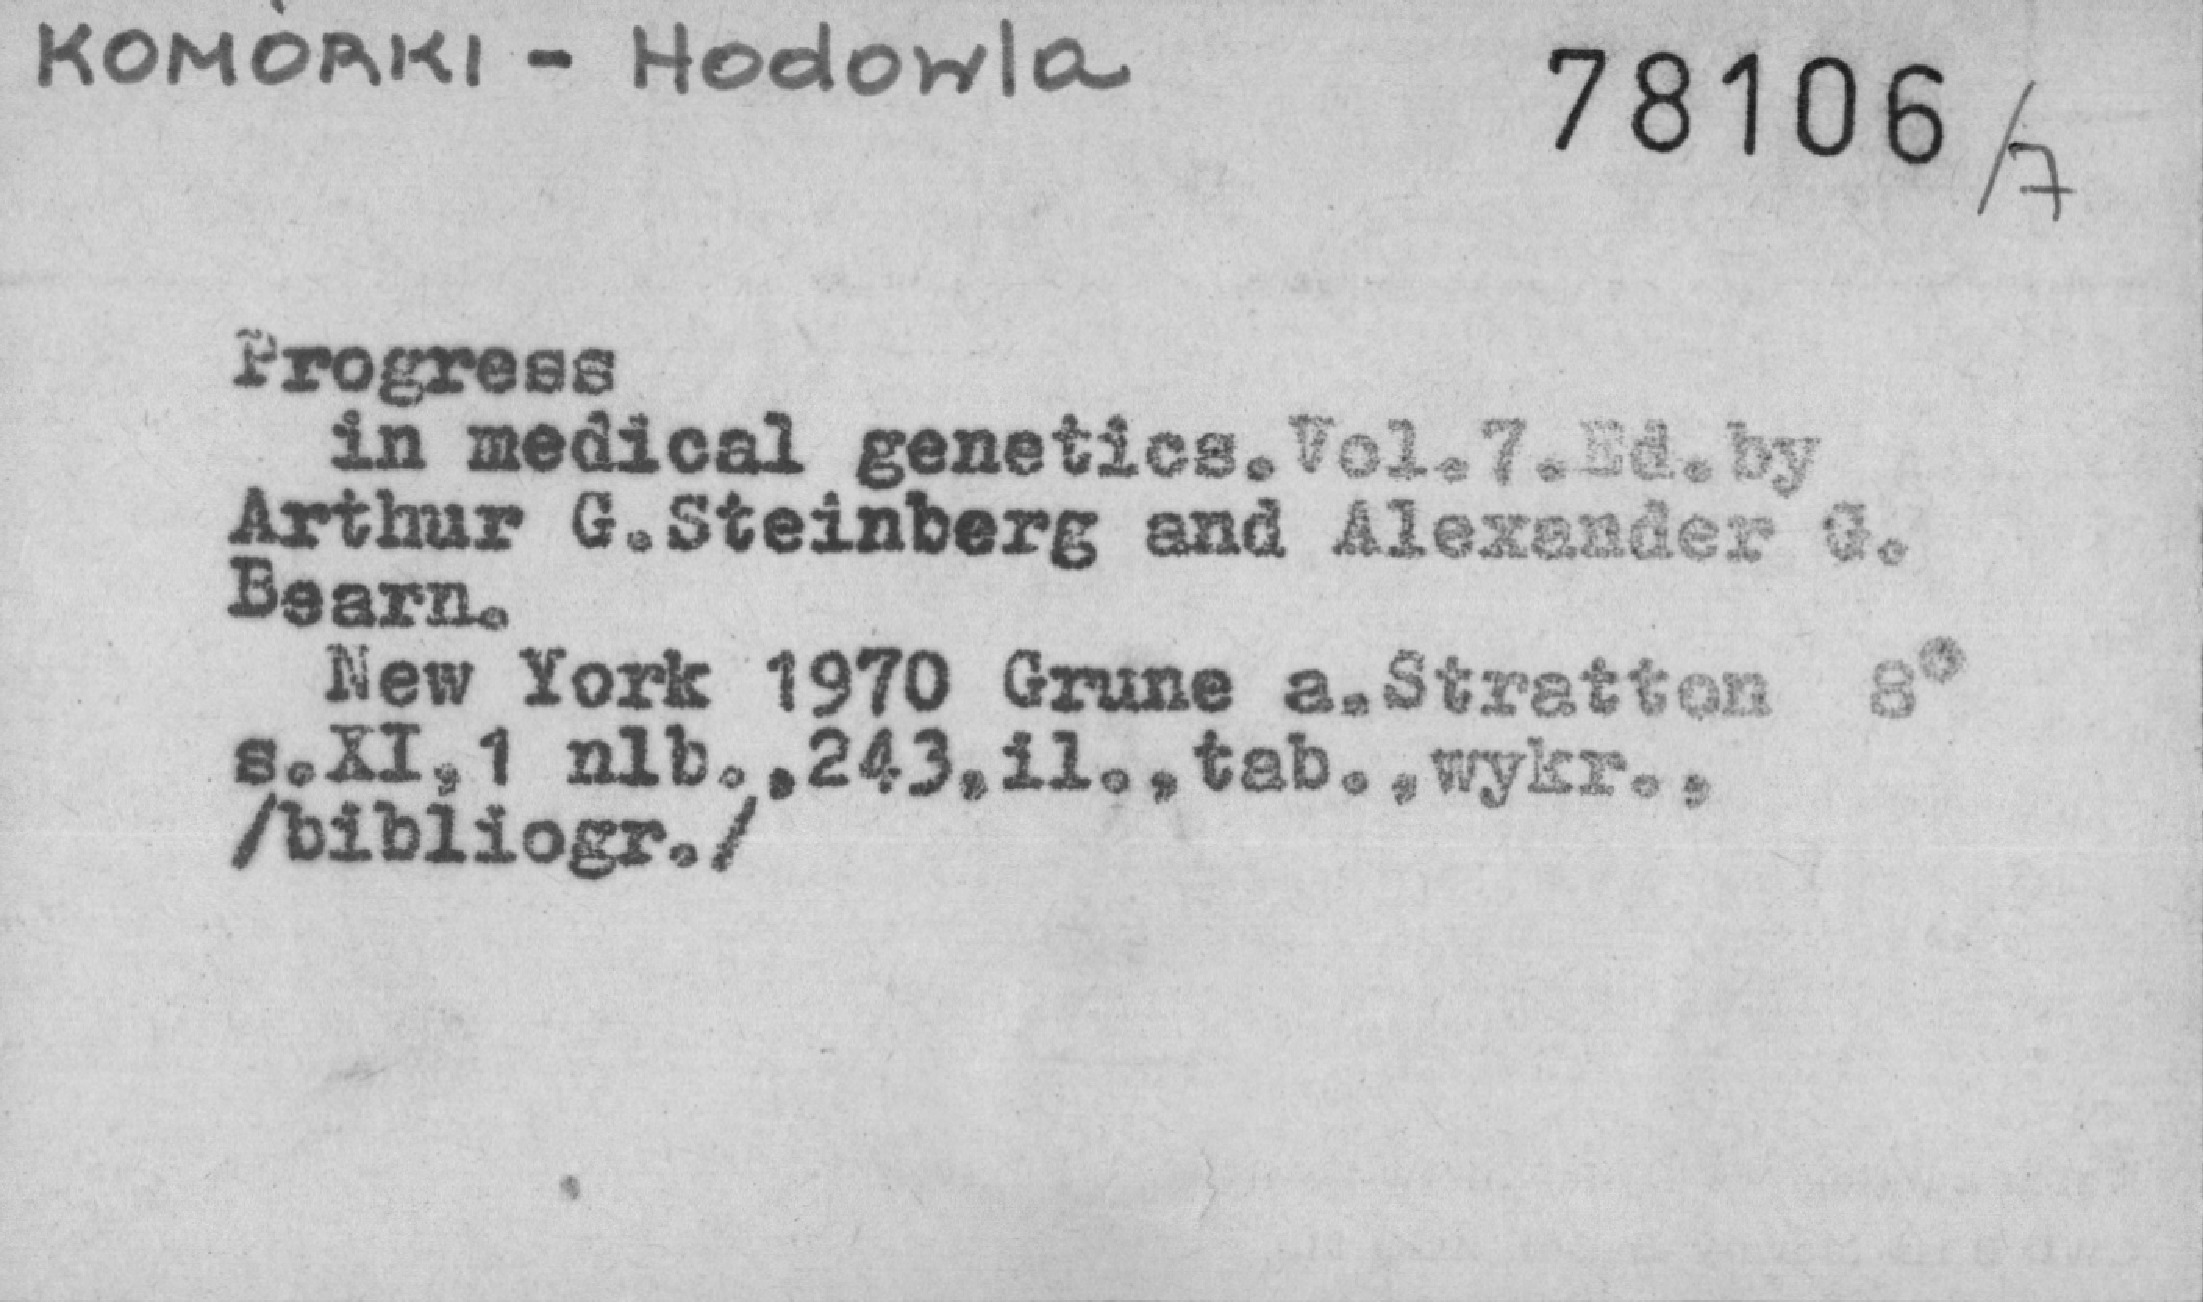 KOMÓRKI - Hodowla
78106/7
Progress
in medical genetics.Vol.7.Ed.by
Arthur G.Steinberg and Alexander G.
Bearn.
New York 1970 Grune a.Stratton 8°
s.XI,1 nlb.,243,il.,tab.,wykr.,
/bibliogr./